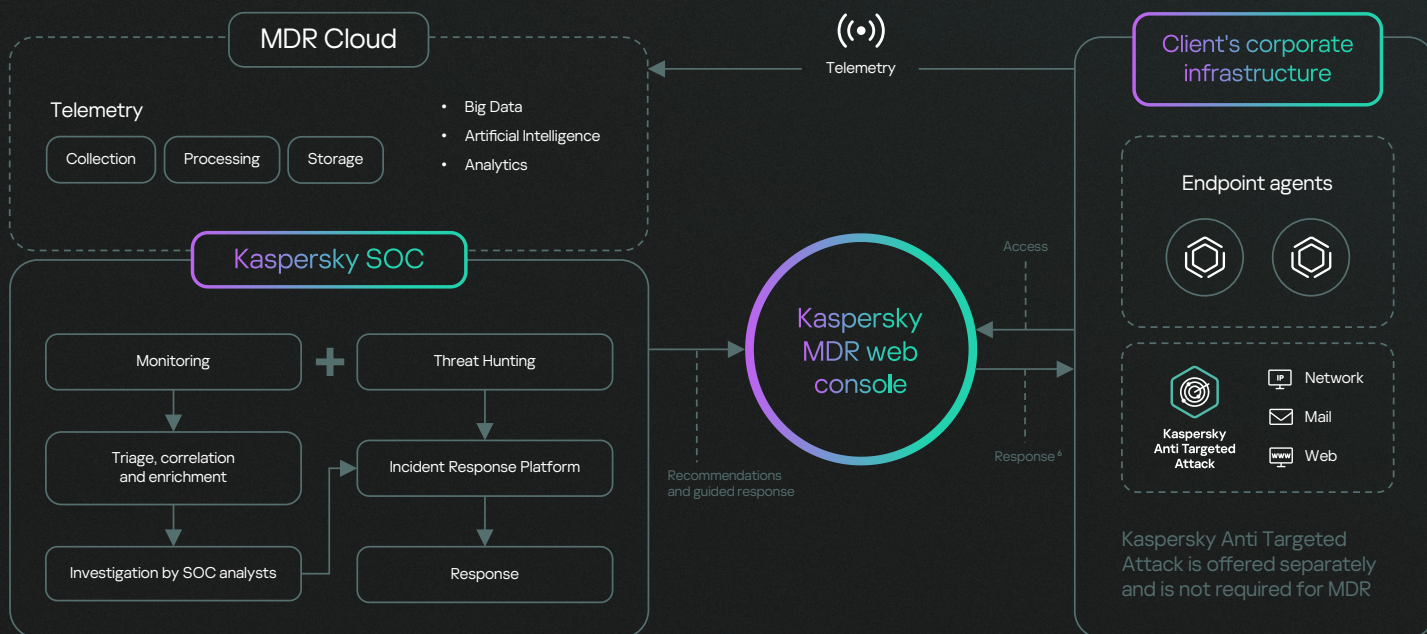 MDR Cloud
Telemetry
Collection
Processing
Storage
• Big Data
• Artificial Intelligence
• Analytics
Telemetry
Client's corporate
infrastructure
Endpoint agents
Kaspersky
Anti Targeted
Attack
IP
Network
Mail
www
Web
Kaspersky Anti Targeted
Attack is offered separately
and is not required for MDR
Kaspersky SOC
Monitoring
Threat Hunting
Triage, correlation
and enrichment
Incident Response Platform
Investigation by SOC analysts
Response
Recommendations
and guided response
Kaspersky
MDR web
console
Access
Response⁶